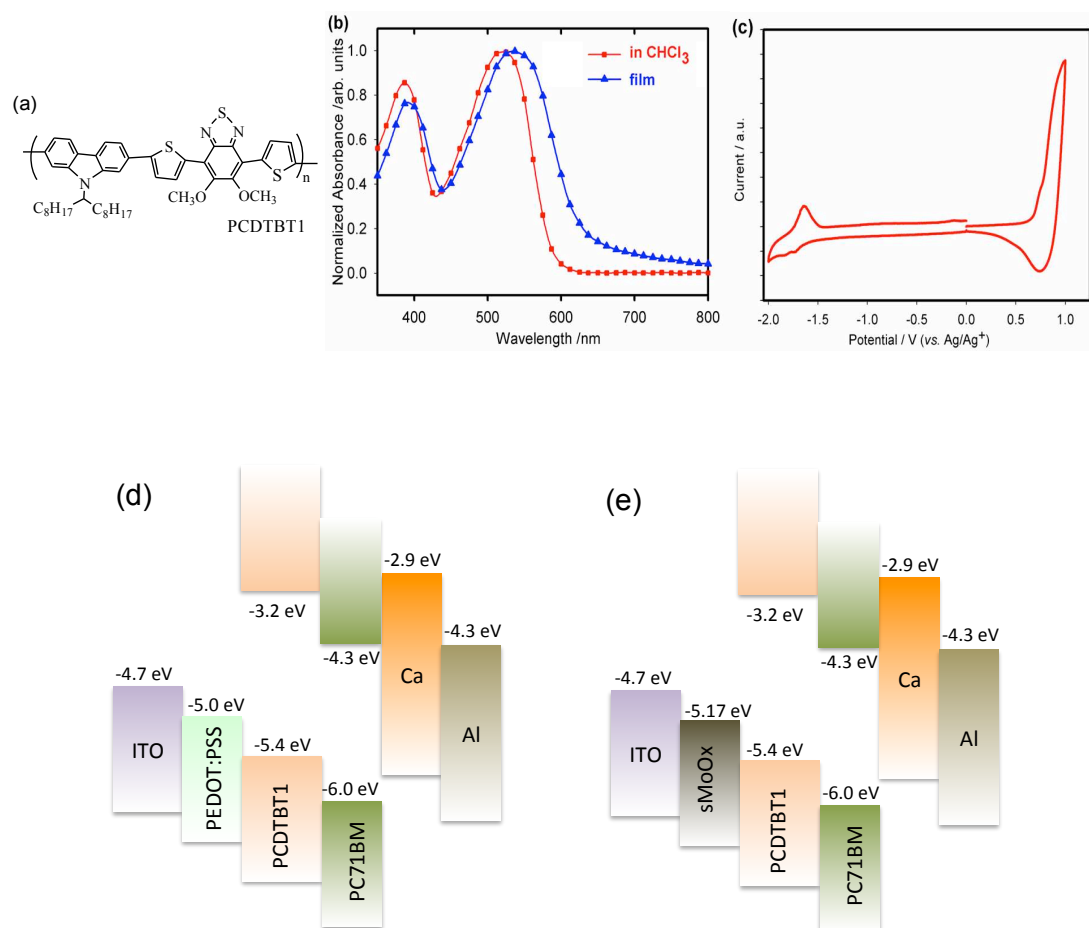 (a)
S
N
N
S
S
N
CH3O
OCH3
n
C8H17
C8H17
PCDTBT1
(b)
in CHCl3
film
Normalized Absorbance /arb. units
1.0
0.8
0.6
0.4
0.2
0.0
400
500
600
700
800
Wavelength /nm
(c)
Current / a.u.
-2.0
-1.5
-1.0
-0.5
0.0
0.5
1.0
Potential / V (vs. Ag/Ag+)
(d)
-2.9 eV
-3.2 eV
-4.3 eV
-4.3 eV
-4.7 eV
-5.0 eV
-5.4 eV
-6.0 eV
ITO
PEDOT:PSS
PCDTBT1
PC71BM
Ca
Al
(e)
-2.9 eV
-3.2 eV
-4.3 eV
-4.3 eV
-4.7 eV
-5.17 eV
-5.4 eV
-6.0 eV
ITO
sMoOx
PCDTBT1
PC71BM
Ca
Al